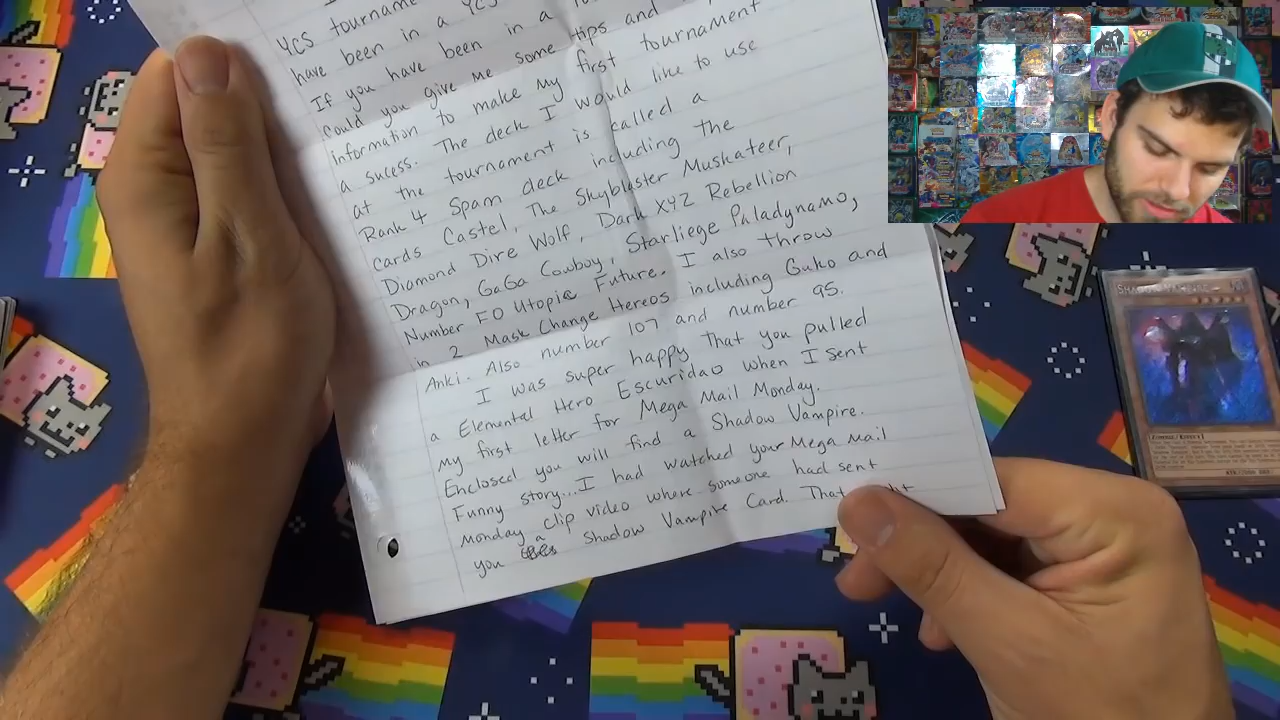 YCS tourname
have been in a YCS
If you have been in a
could you give me some tips and
information to make my first tournament
a sucess. The deck I would like to use
at the tournament is called a
Rank 4 Spam deck including the
cards Castel, The Skyblaster Muskateer,
Diamond Dire Wolf, Dark XYZ Rebellion
Dragon, GaGa Cowboy, Starliege Paladynamo,
Number F0 Utopic Future. I also throw
in 2 Mask Change Hereos including Guko and
Anki. Also number 107 and number 95.
I was super happy That you pulled
a Elemental Hero Escuridao when I sent
my first letter for Mega Mail Monday.
Enclosed you will find a Shadow Vampire.
Funny story...I had watched your Mega Mail
Monday a clip video where someone had sent
you Shadow Vampire Card. That
SHADOW VAMPIRE